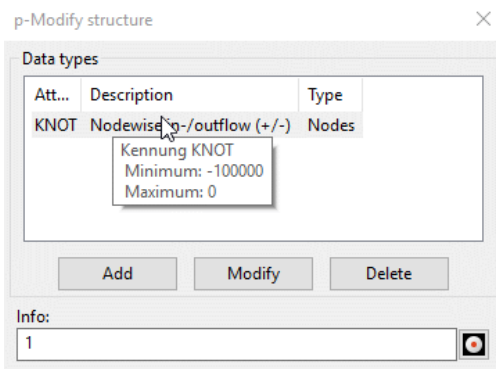 p-Modify structure
Data types
Att... Description Type
KNOT Nodewise in-/outflow (+/-) Nodes
Kennung KNOT
Minimum: -100000
Maximum: 0
Add Modify Delete
Info:
1